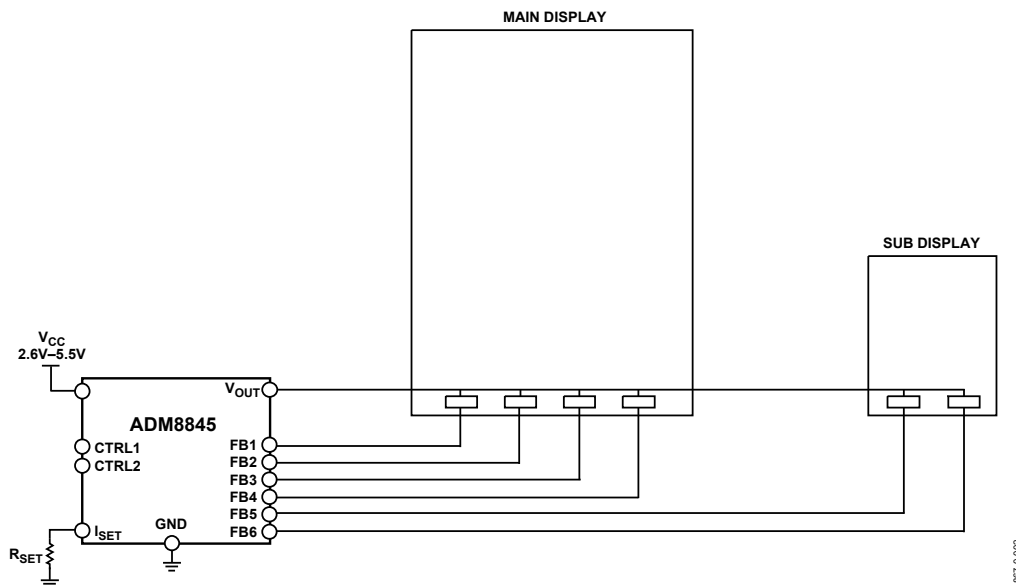 MAIN DISPLAY
SUB DISPLAY
VCC
2.6V–5.5V
VOUT
ADM8845
CTRL1
CTRL2
FB1
FB2
FB3
FB4
FB5
FB6
ISET
GND
RSET